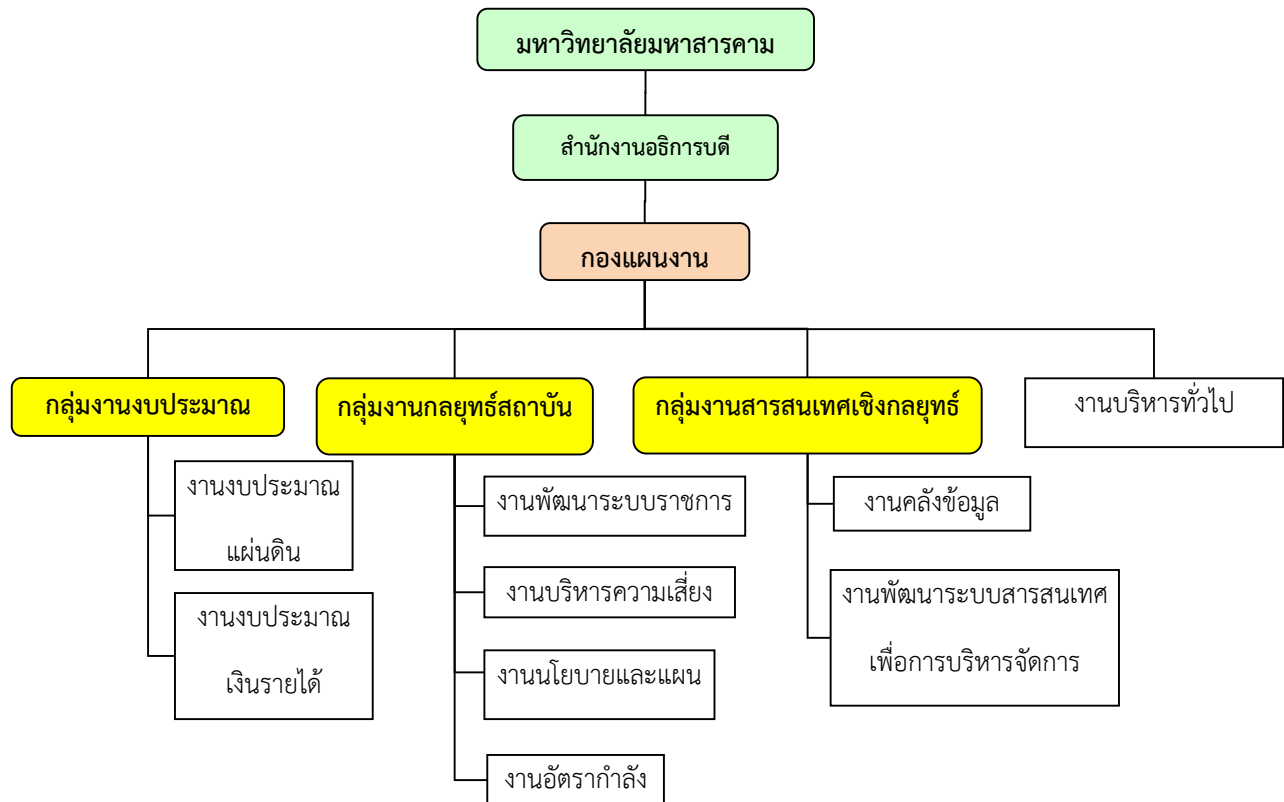 มหาวิทยาลัยมหาสารคาม
สำนักงานอธิการบดี
กองแผนงาน
กลุ่มงานงบประมาณ
งานงบประมาณ
แผ่นดิน
งานงบประมาณ
เงินรายได้
กลุ่มงานกลยุทธ์สถาบัน
งานพัฒนาระบบราชการ
งานบริหารความเสี่ยง
งานนโยบายและแผน
งานอัตรากำลัง
กลุ่มงานสารสนเทศเชิงกลยุทธ์
งานคลังข้อมูล
งานพัฒนาระบบสารสนเทศ
เพื่อการบริหารจัดการ
งานบริหารทั่วไป